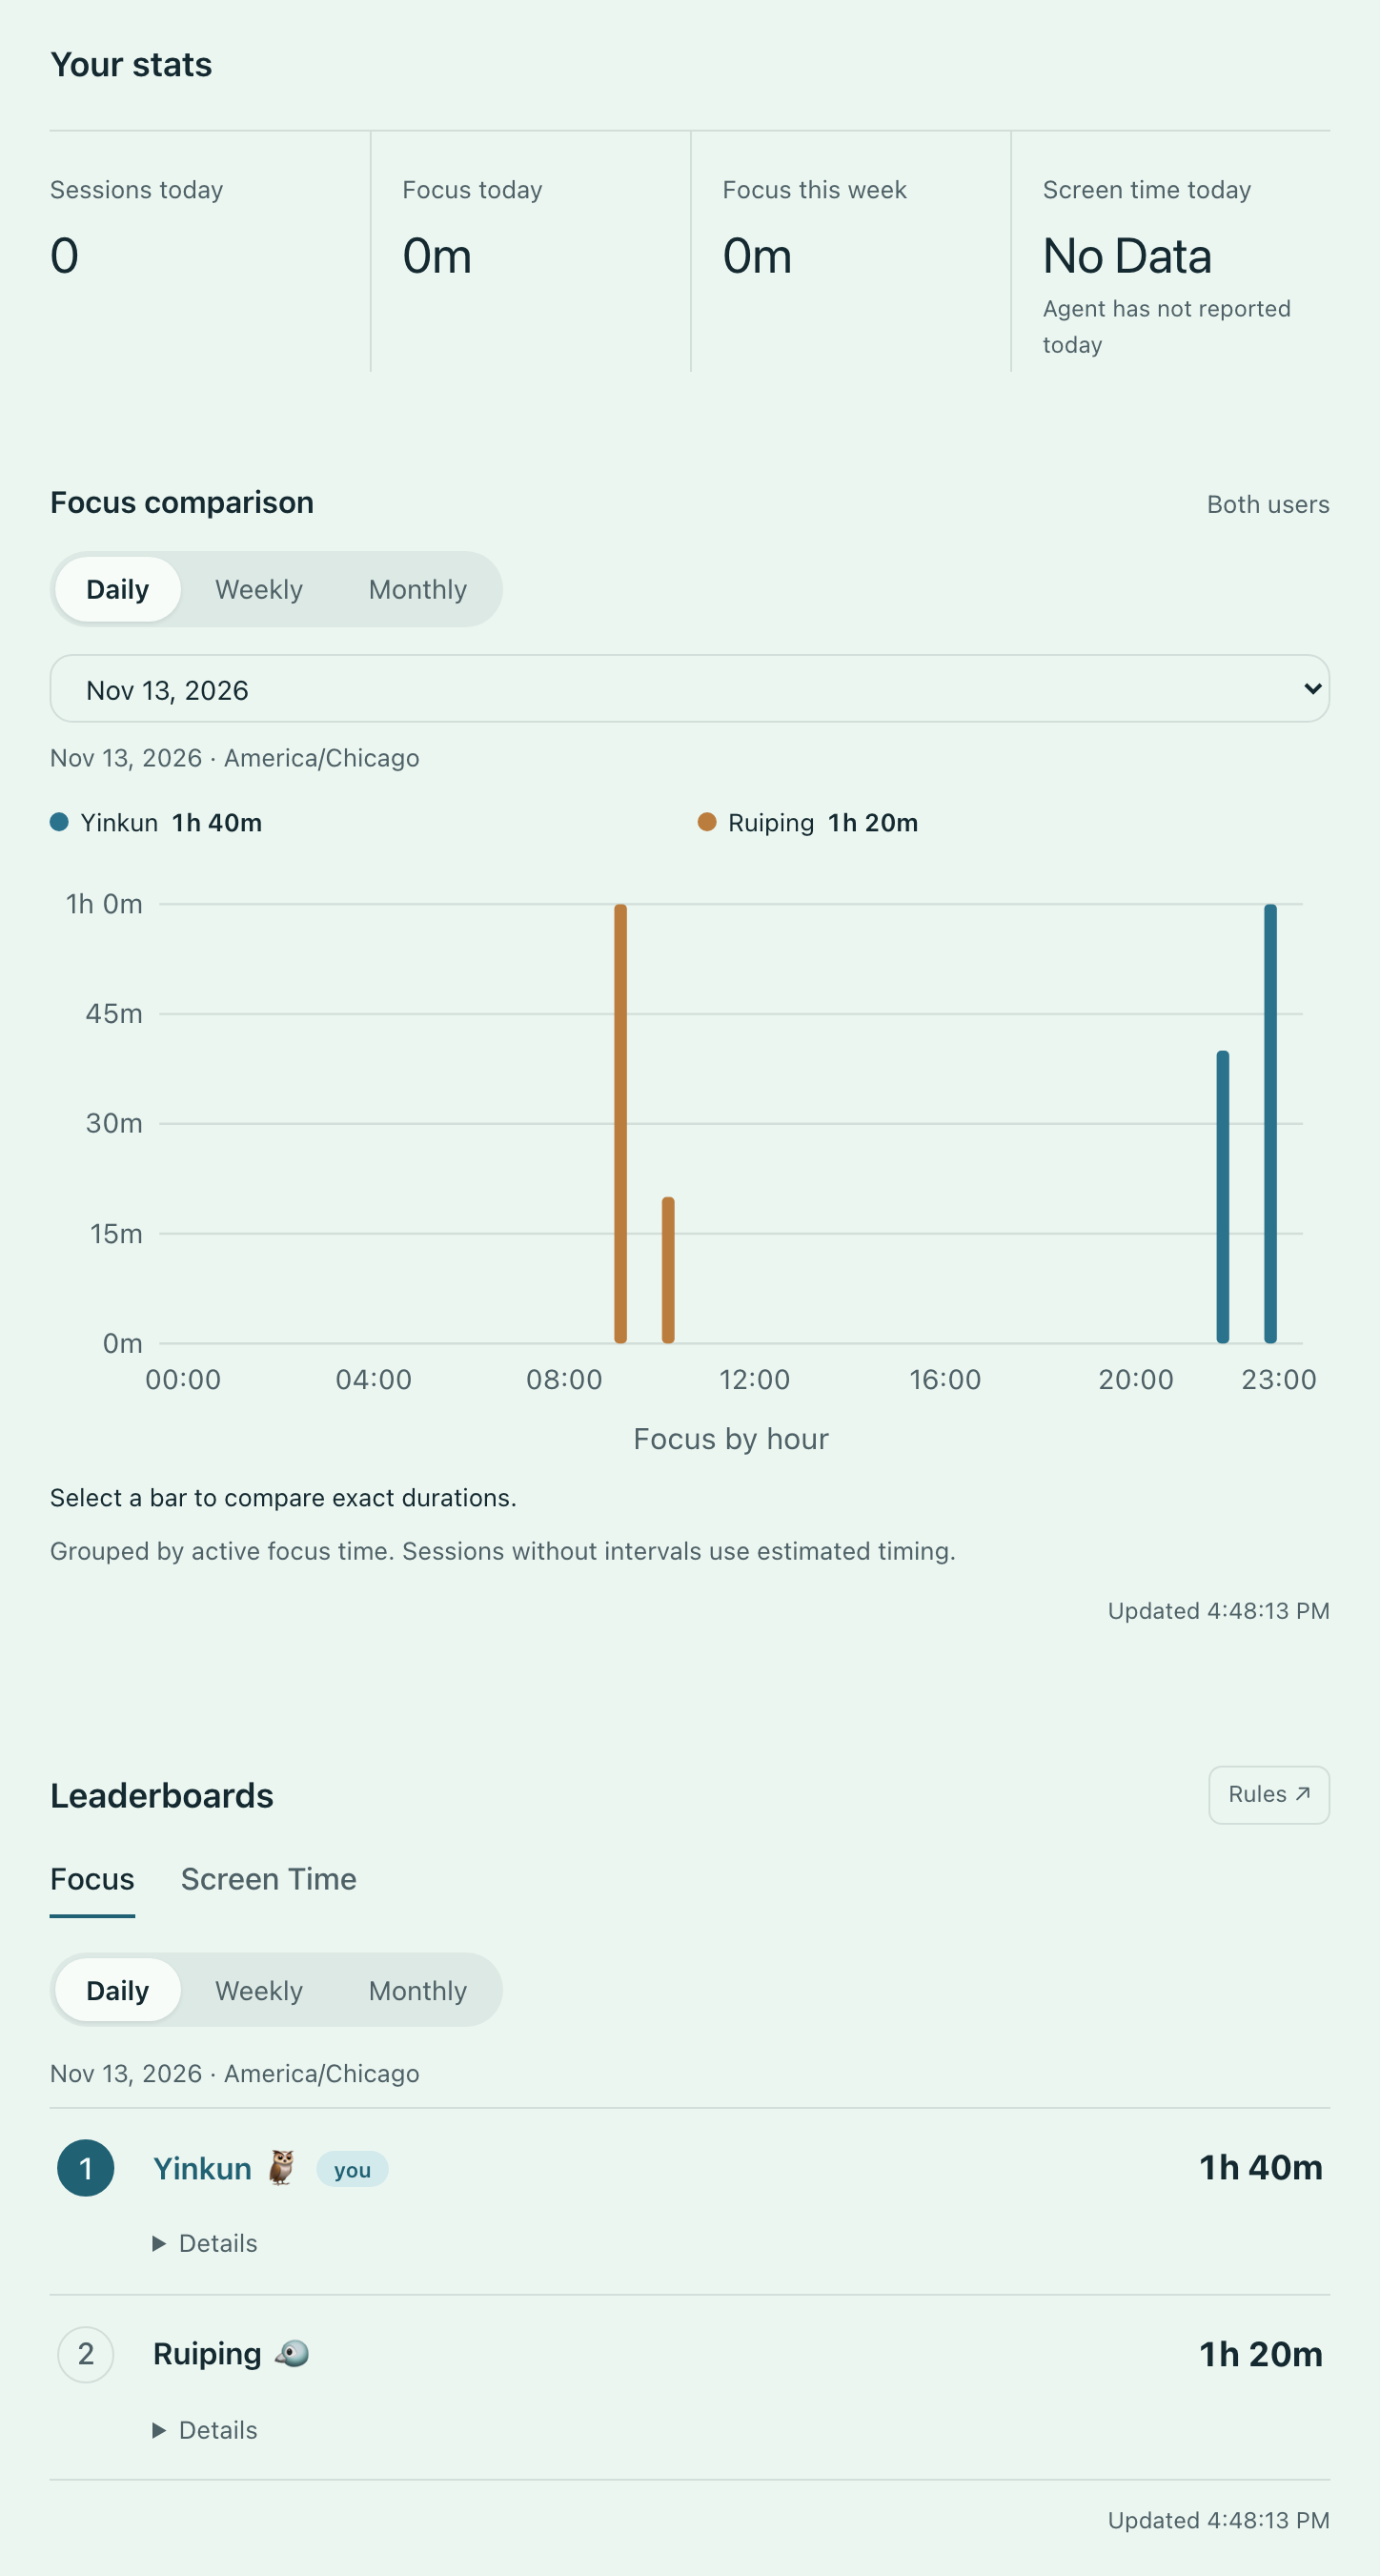 Your stats
Sessions today
0
Focus today
0m
Focus this week
0m
Screen time today
No Data
Agent has not reported
today
Focus comparison
Both users
Daily Weekly Monthly
Nov 13, 2026
Nov 13, 2026 · America/Chicago
Yinkun 1h 40m
Ruiping 1h 20m
1h 0m
45m
30m
15m
0m
00:00 04:00 08:00 12:00 16:00 20:00 23:00
Focus by hour
Select a bar to compare exact durations.
Grouped by active focus time. Sessions without intervals use estimated timing.
Updated 4:48:13 PM
Leaderboards
Rules ↗
Focus Screen Time
Daily Weekly Monthly
Nov 13, 2026 · America/Chicago
1 Yinkun 🦉 you 1h 40m
▶ Details
2 Ruiping 1h 20m
▶ Details
Updated 4:48:13 PM